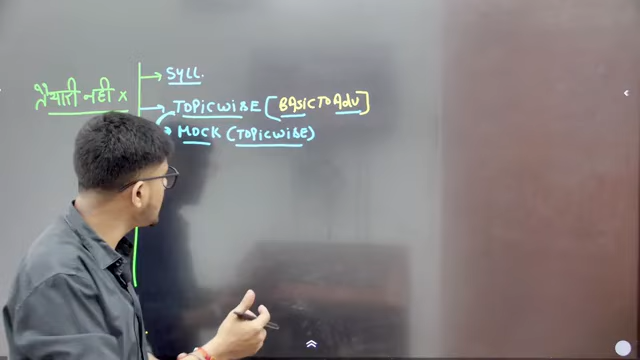 तैयारी नही x
SYLL.
TOPICWISE [BASIC TO Adv]
MOCK (TOPICWISE)